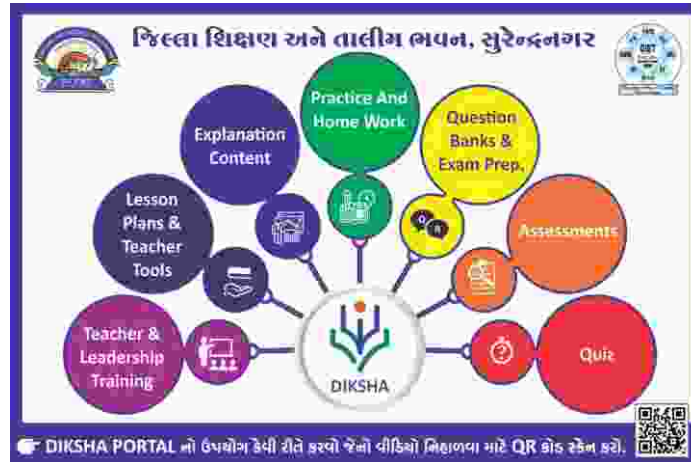 જિલ્લા શિક્ષણ અને તાલીમ ભવન, સુરેન્દ્રનગર
Practice And
Home Work
Explanation
Content
Question
Banks &
Exam Prep.
Lesson
Plans &
Teacher
Tools
Assessments
Teacher &
Leadership
Training
Quiz
DIKSHA
DIKSHA PORTAL નો ઉપયોગ કેવી રીતે કરવો જેનો વીડિયો નિહાળવા માટે QR કોડ સ્કેન કરો.